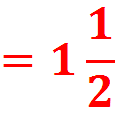 = 1 1/2